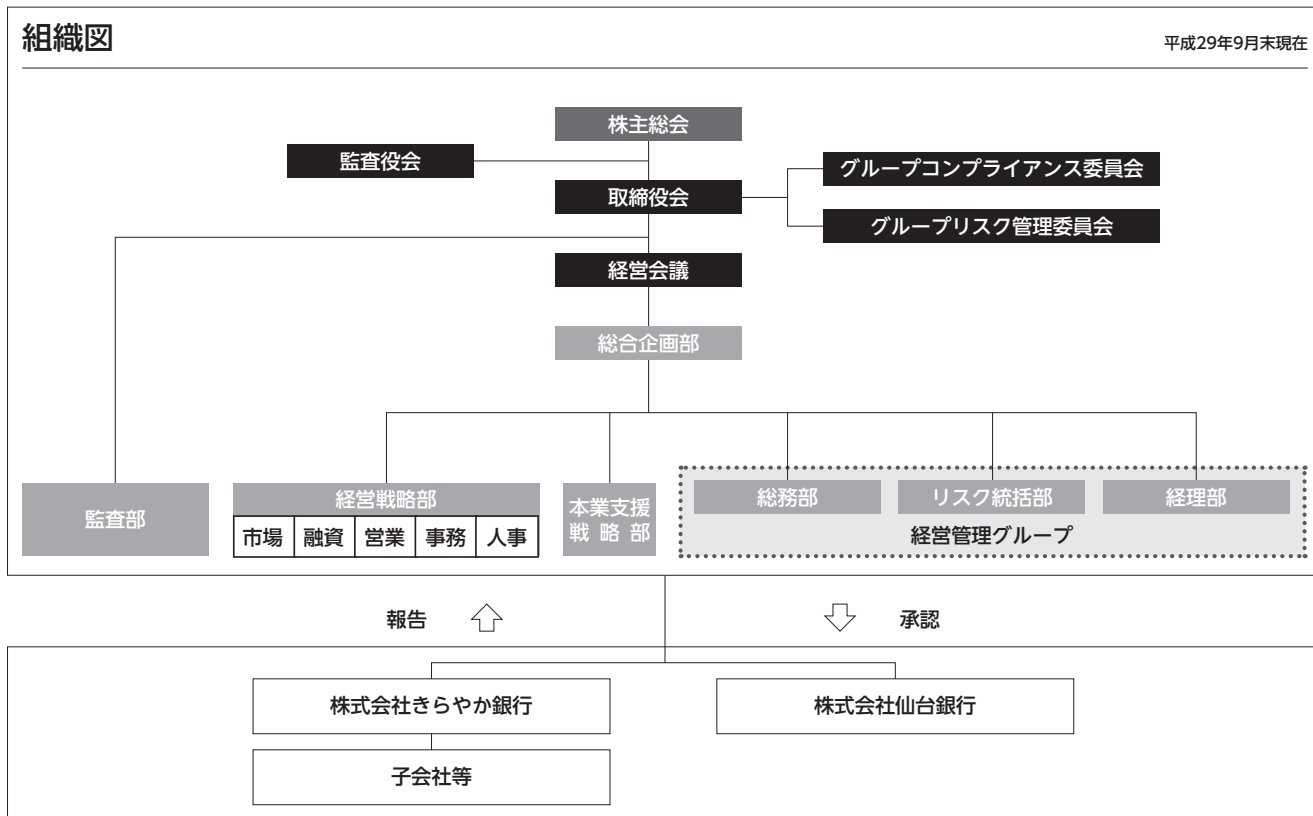 組織図
平成29年9月末現在
株主総会
監査役会
グループコンプライアンス委員会
取締役会
グループリスク管理委員会
経営会議
総合企画部
監査部
経営戦略部
市場 融資 営業 事務 人事
本業支援
戦略部
総務部
リスク統括部
経理部
経営管理グループ
報告
承認
株式会社きらやか銀行
株式会社仙台銀行
子会社等